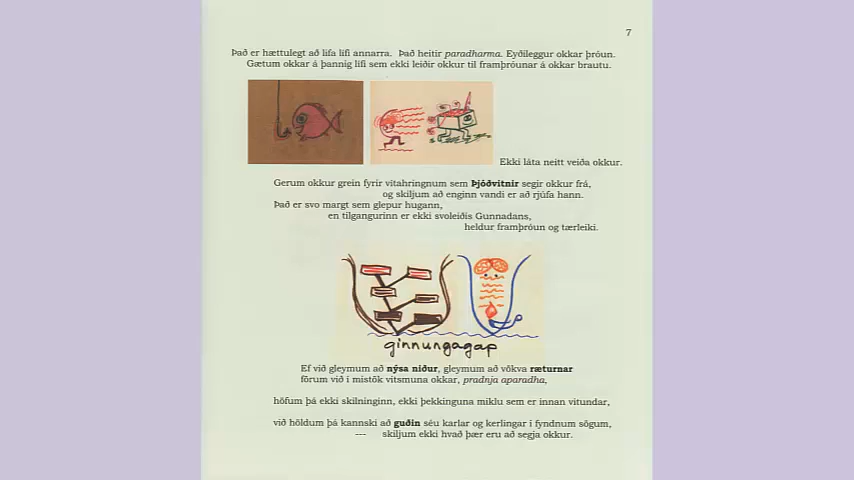 7
Það er hættulegt að lifa lífi annarra. Það heitir paradharma. Eyðileggur okkar þróun.
Gætum okkar á þannig lífi sem ekki leiðir okkur til framþróunar á okkar brautu.
Ekki láta neitt veiða okkur.
Gerum okkur grein fyrir vítahringnum sem Þjóðvitnir segir okkur frá,
og skiljum að enginn vandi er að rjúfa hann.
Það er svo margt sem glepur hugann,
en tilgangurinn er ekki svoleiðis Gunnadans,
heldur framþróun og tærleiki.
ginnungagap
Ef við gleymum að nýsa niður, gleymum að vökva ræturnar
förum við í mistök vitsmuna okkar, pradnja aparadha,
höfum þá ekki skilninginn, ekki þekkinguna miklu sem er innan vitundar,
við höldum þá kannski að guðin séu karlar og kerlingar í fyndnum sögum,
--- skiljum ekki hvað þær eru að segja okkur.